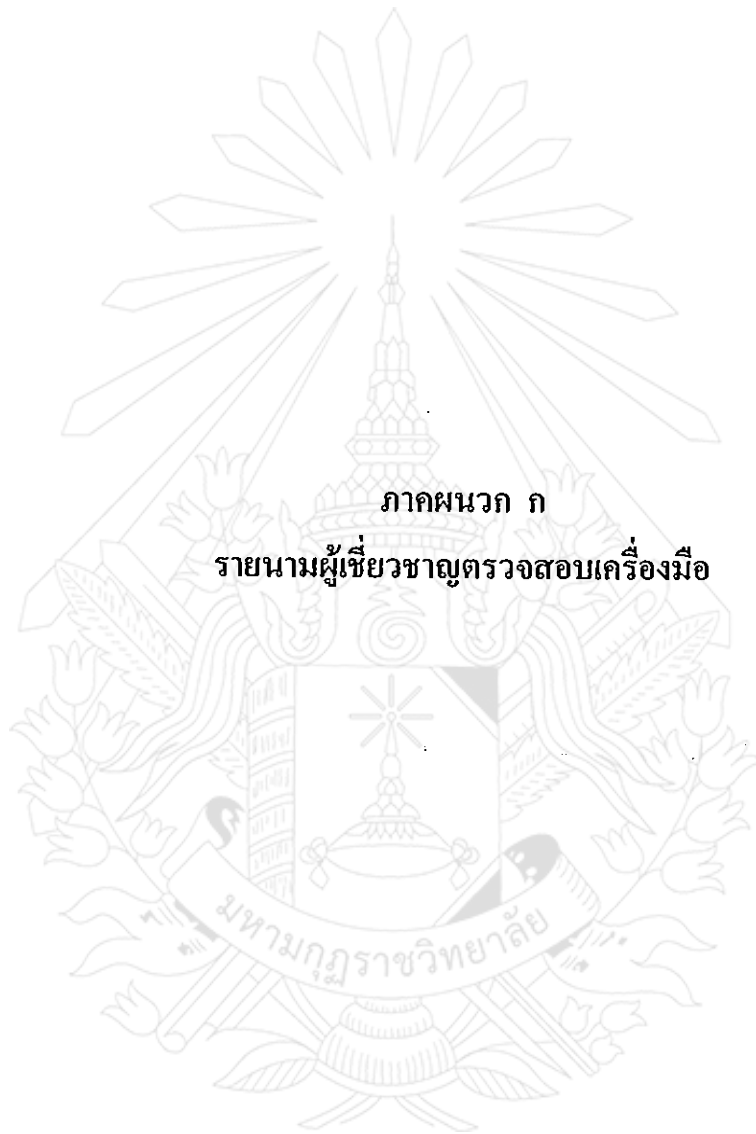 ภาคผนวก ก
รายนามผู้เชี่ยวชาญตรวจสอบเครื่องมือ
มหามกุฏราชวิทยาลัย